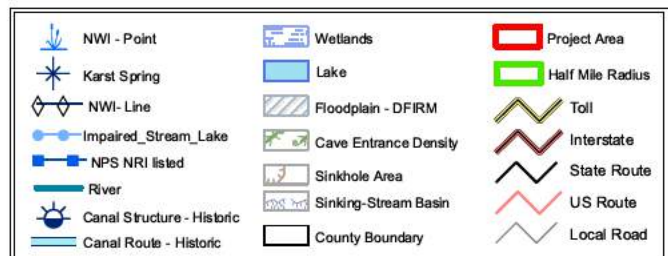 NWI - Point
Karst Spring
NWI- Line
Impaired_Stream_Lake
NPS NRI listed
River
Canal Structure - Historic
Canal Route - Historic
Wetlands
Lake
Floodplain - DFIRM
Cave Entrance Density
Sinkhole Area
Sinking-Stream Basin
County Boundary
Project Area
Half Mile Radius
Toll
Interstate
State Route
US Route
Local Road